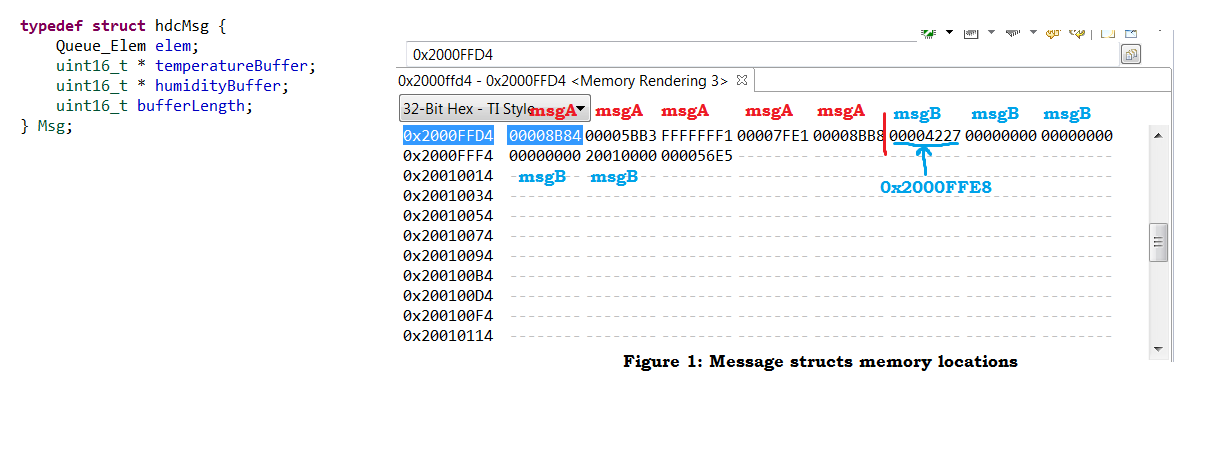 typedef struct hdcMsg {
Queue_Elem elem;
uint16_t * temperatureBuffer;
uint16_t * humidityBuffer;
uint16_t bufferLength;
} Msg;
0x2000FFD4
0x2000ffd4 - 0x2000FFD4 <Memory Rendering 3>
32-Bit Hex - TI Style
msgA msgA msgA msgA msgA msgB msgB msgB
0x2000FFD4 00008B84 00005BB3 FFFFFFF1 00007FE1 00008BB8 00004227 00000000 00000000
0x2000FFF4 00000000 20010000 000056E5
0x20010014 msgB msgB
0x2000FFE8
0x20010034
0x20010054
0x20010074
0x20010094
0x200100B4
0x200100D4
0x200100F4
0x20010114
Figure 1: Message structs memory locations